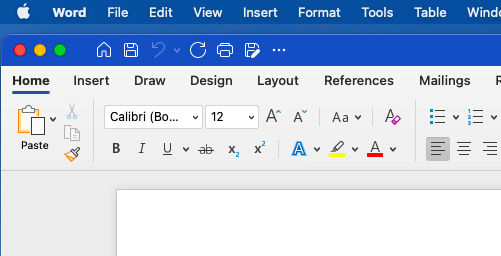 Word File Edit View Insert Format Tools Table Windo
Home Insert Draw Design Layout References Mailings R
Calibri (Bo... 12 A A Aa A
Paste
B I U ab x₂ x² A A